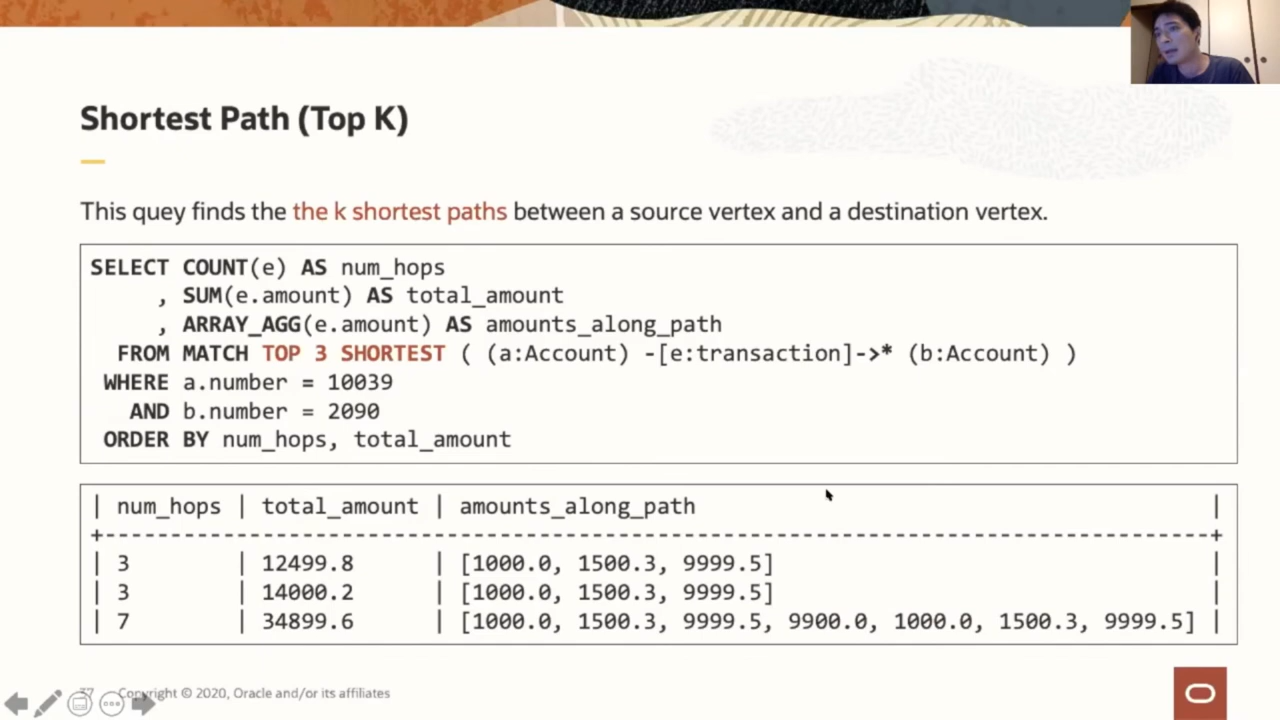 Shortest Path (Top K)
This quey finds the the k shortest paths between a source vertex and a destination vertex.
SELECT COUNT(e) AS num_hops
, SUM(e.amount) AS total_amount
, ARRAY_AGG(e.amount) AS amounts_along_path
FROM MATCH TOP 3 SHORTEST ( (a:Account) -[e:transaction]->* (b:Account) )
WHERE a.number = 10039
AND b.number = 2090
ORDER BY num_hops, total_amount
| num_hops | total_amount | amounts_along_path |
+-------------------------------------------------------------------------------------+
| 3 | 12499.8 | [1000.0, 1500.3, 9999.5] |
| 3 | 14000.2 | [1000.0, 1500.3, 9999.5] |
| 7 | 34899.6 | [1000.0, 1500.3, 9999.5, 9900.0, 1000.0, 1500.3, 9999.5] |
Copyright © 2020, Oracle and/or its affiliates